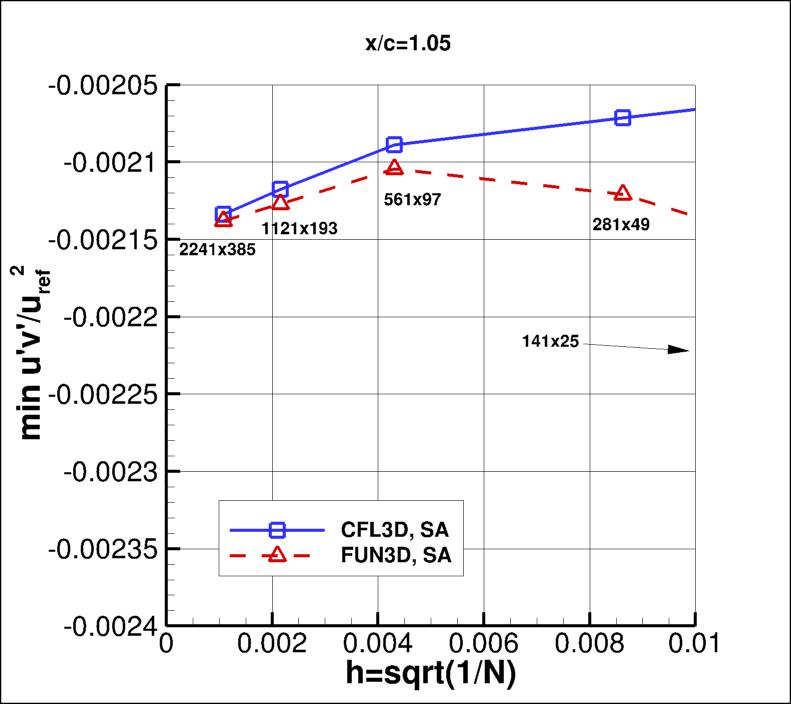 x/c=1.05
-0.00205
-0.0021
-0.00215
-0.0022
-0.00225
-0.0023
-0.00235
-0.0024
min u'v'/u_ref^2
561x97
281x49
1121x193
2241x385
141x25
CFL3D, SA
FUN3D, SA
0
0.002
0.004
0.006
0.008
0.01
h=sqrt(1/N)